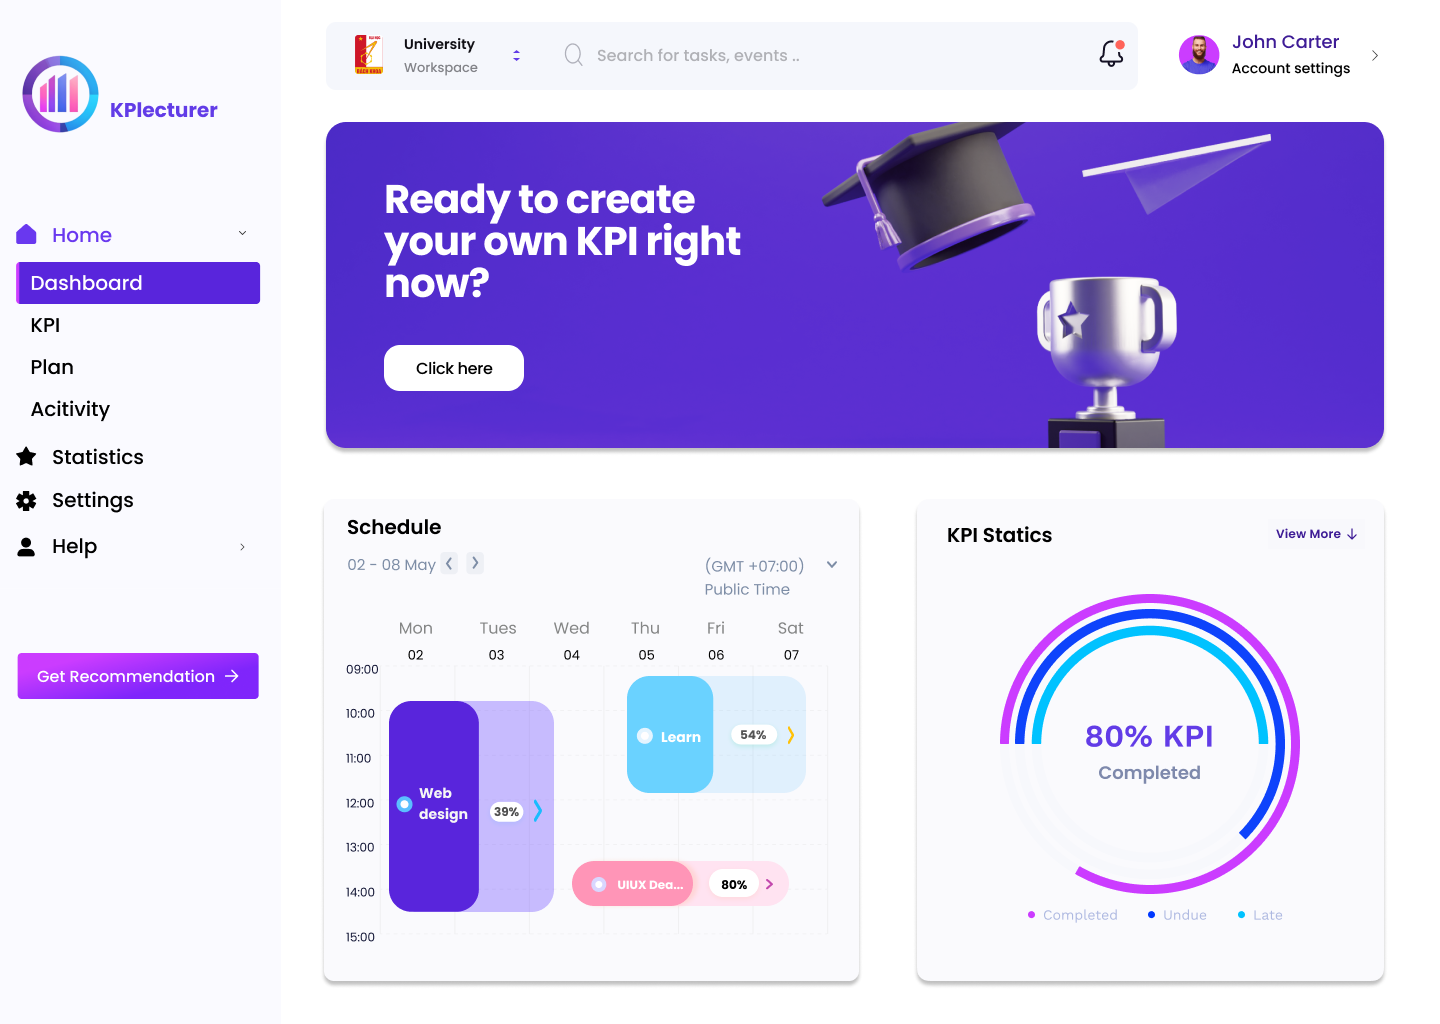 KPlecturer
Home
Dashboard
KPI
Plan
Acitivity
Statistics
Settings
Help
Get Recommendation
University
Workspace
BACH KHOA
Search for tasks, events ..
John Carter
Account settings
Ready to create
your own KPI right
now?
Click here
Schedule
02 - 08 May
(GMT +07:00)
Public Time
Mon Tues Wed Thu Fri Sat
02 03 04 05 06 07
09:00
10:00
11:00
12:00
13:00
14:00
15:00
Web
design
39%
Learn
54%
UIUX Dea...
80%
KPI Statics
View More
80% KPI
Completed
Completed Undue Late